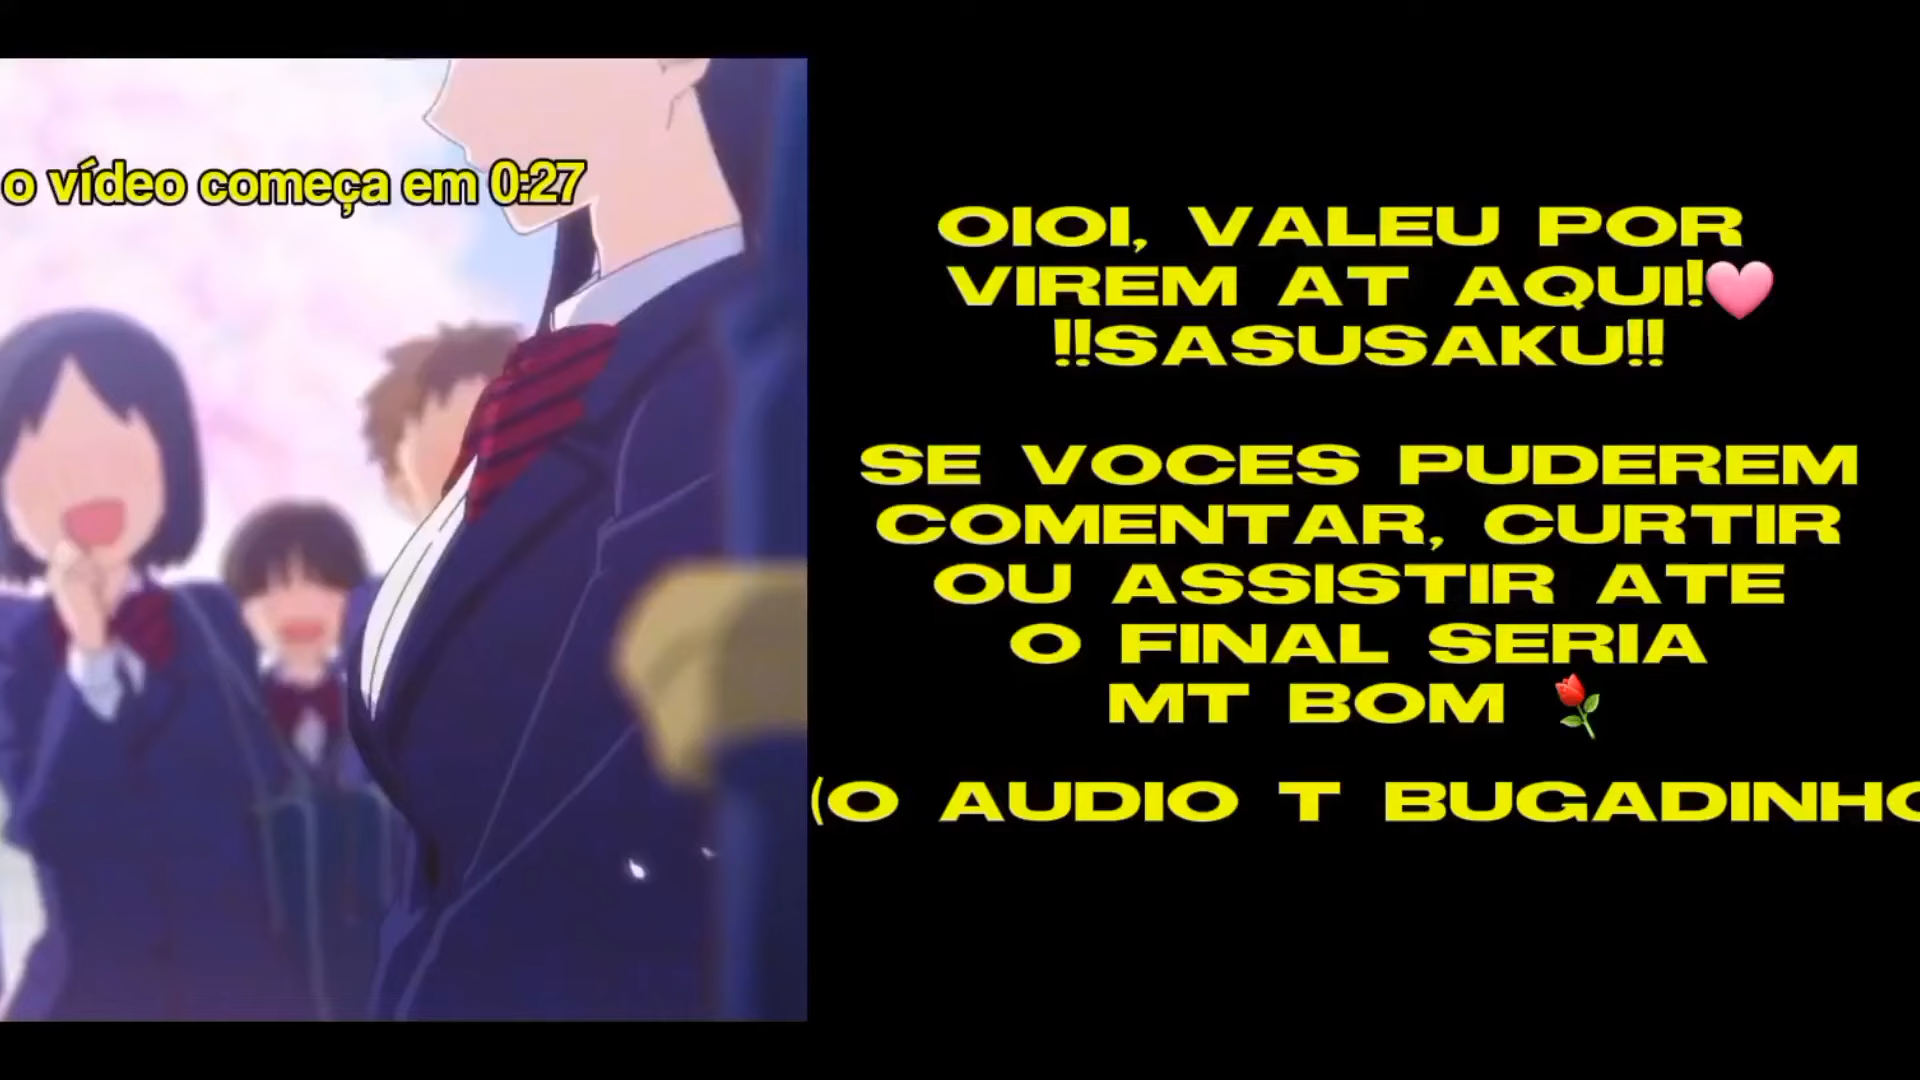 o vídeo começa em 0:27
OIOI, VALEU POR
VIREM AT AQUI!🩷
!!SASUSAKU!!
SE VOCES PUDEREM
COMENTAR, CURTIR
OU ASSISTIR ATE
O FINAL SERIA
MT BOM 🌹
(O AUDIO T BUGADINHO